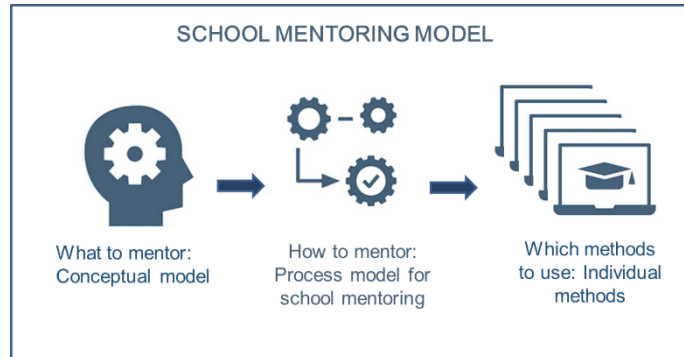 SCHOOL MENTORING MODEL
What to mentor:
Conceptual model
How to mentor:
Process model for
school mentoring
Which methods
to use: Individual
methods